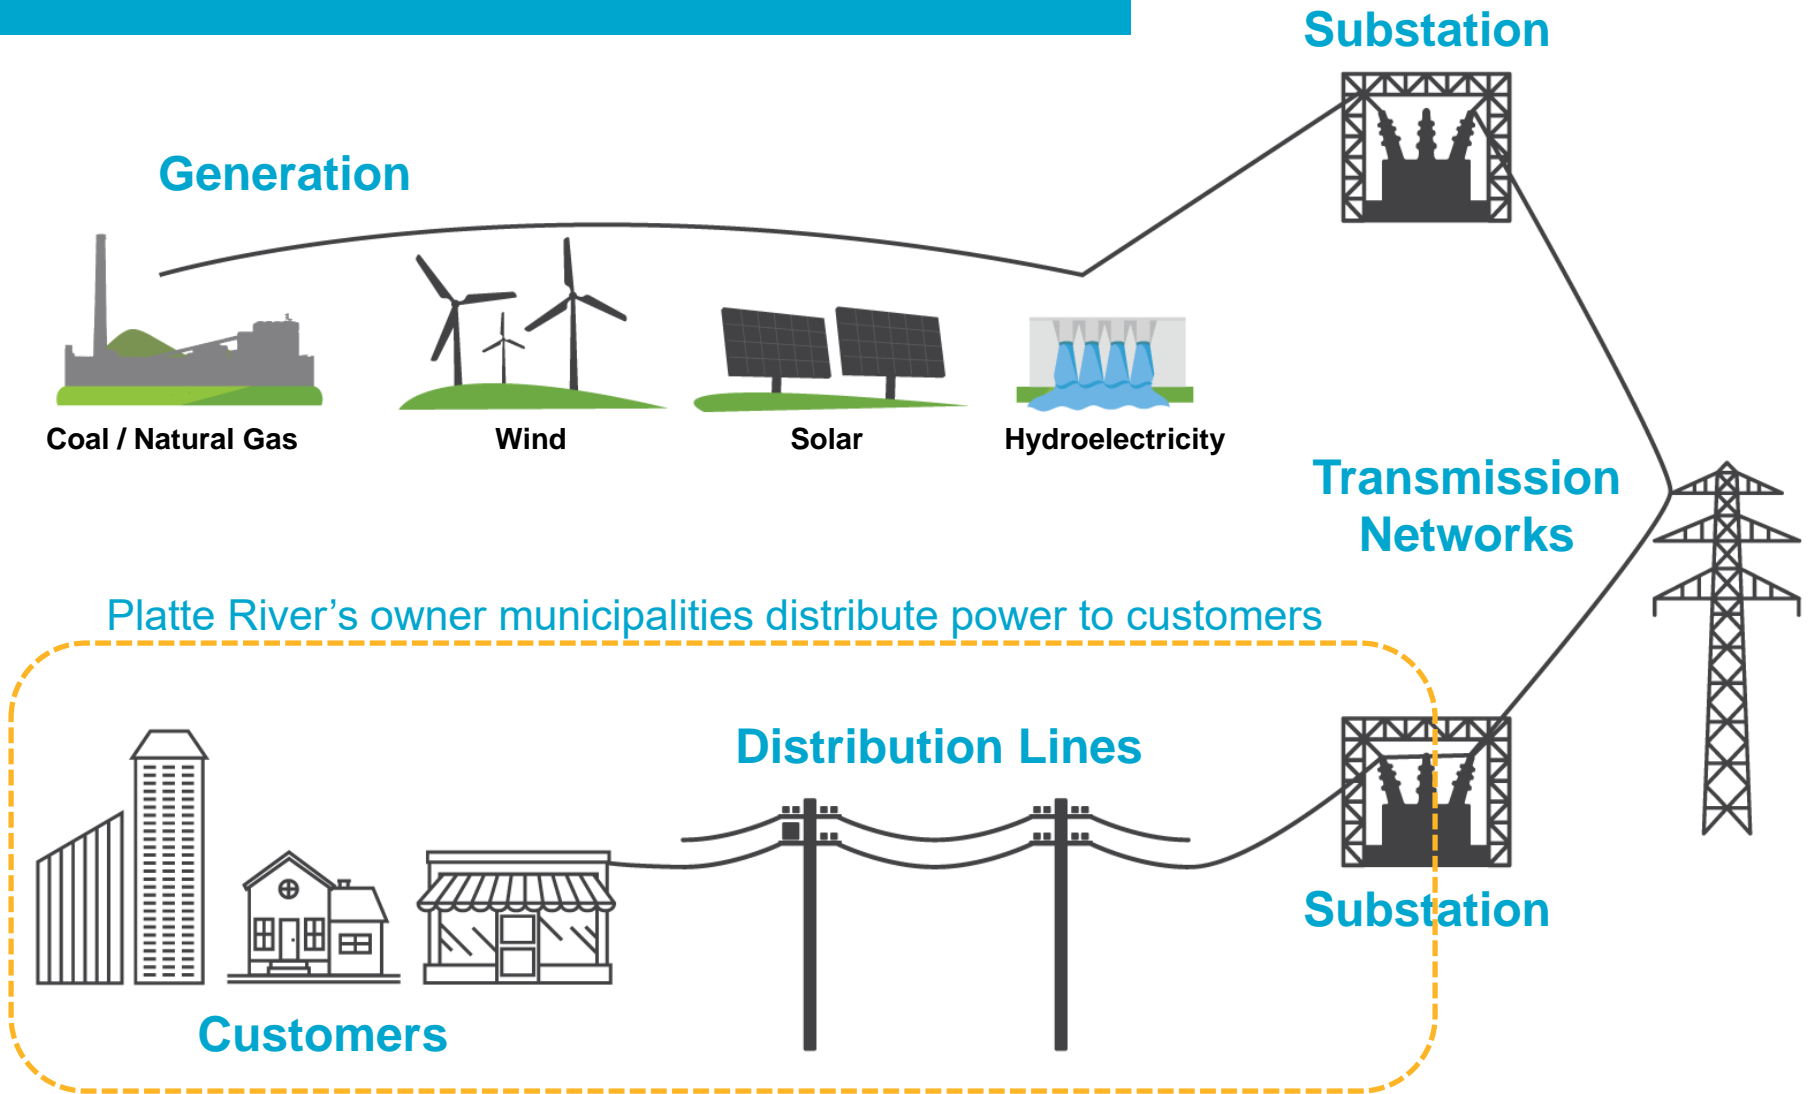 Substation
Generation
Coal / Natural Gas
Wind
Solar
Hydroelectricity
Transmission
Networks
Platte River’s owner municipalities distribute power to customers
Distribution Lines
Substation
Customers